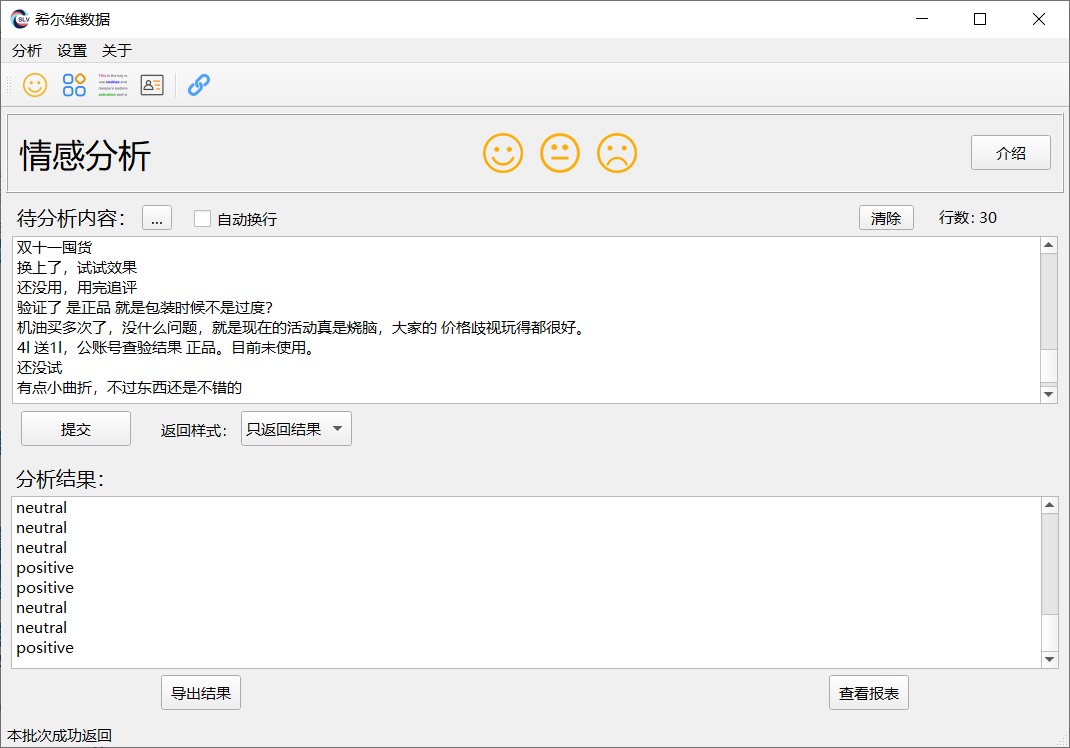 希尔维数据
分析 设置 关于
情感分析
介绍
待分析内容： ... 自动换行 清除 行数: 30
双十一囤货
换上了，试试效果
还没用，用完追评
验证了 是正品 就是包装时候不是过度？
机油买多次了，没什么问题，就是现在的活动真是烧脑，大家的 价格歧视玩得都很好。
4l 送1l，公账号查验结果 正品。目前未使用。
还没试
有点小曲折，不过东西还是不错的
提交 返回样式： 只返回结果
分析结果：
neutral
neutral
neutral
positive
positive
neutral
neutral
positive
导出结果 查看报表
本批次成功返回